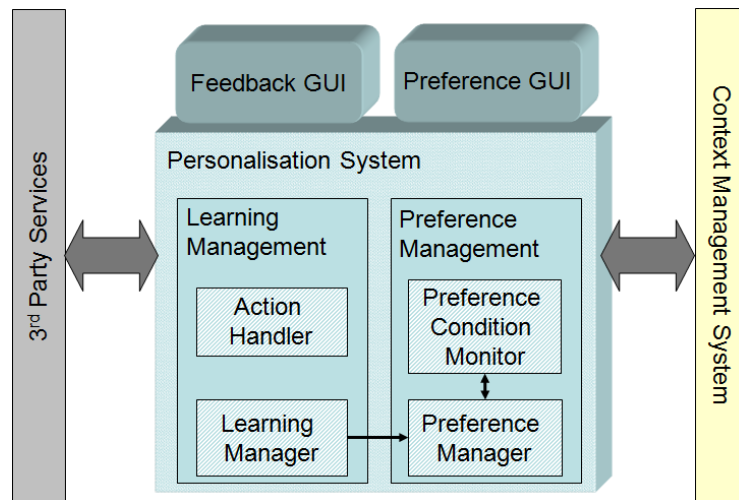 Feedback GUI
Preference GUI
3rd Party Services
Personalisation System
Learning
Management
Action
Handler
Learning
Manager
Preference
Management
Preference
Condition
Monitor
Preference
Manager
Context Management System